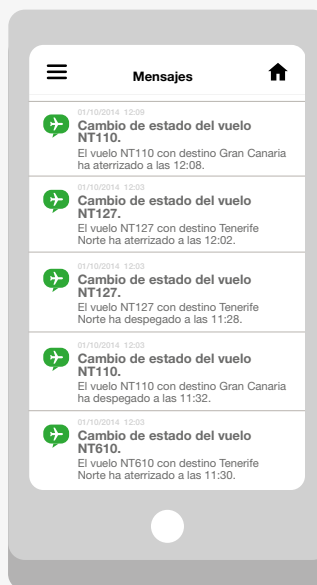 Mensajes
01/10/2014 12:09
Cambio de estado del vuelo
NT110.
El vuelo NT110 con destino Gran Canaria
ha aterrizado a las 12:08.
01/10/2014 12:03
Cambio de estado del vuelo
NT127.
El vuelo NT127 con destino Tenerife
Norte ha aterrizado a las 12:02.
01/10/2014 12:03
Cambio de estado del vuelo
NT127.
El vuelo NT127 con destino Tenerife
Norte ha despegado a las 11:28.
01/10/2014 12:03
Cambio de estado del vuelo
NT110.
El vuelo NT110 con destino Gran Canaria
ha despegado a las 11:32.
01/10/2014 12:03
Cambio de estado del vuelo
NT610.
El vuelo NT610 con destino Tenerife
Norte ha aterrizado a las 11:30.